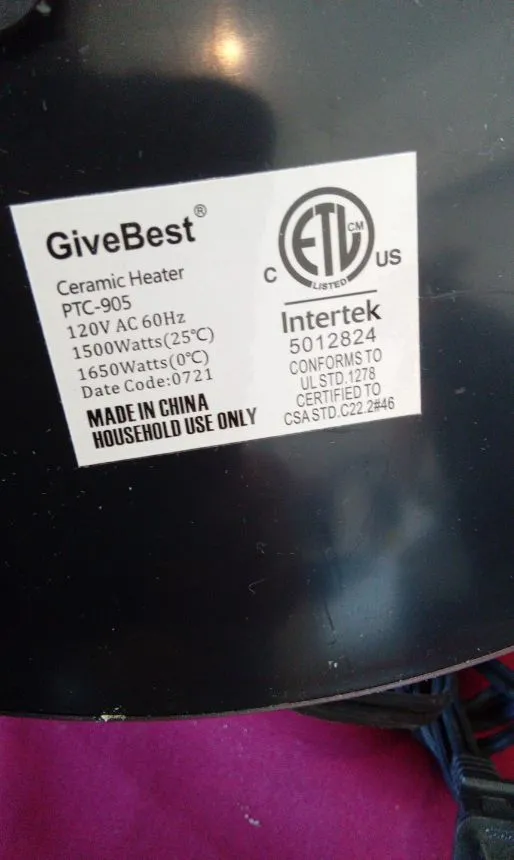 GiveBest®
Ceramic Heater
PTC-905
120V AC 60Hz
1500Watts(25℃)
1650Watts(0℃)
Date Code:0721
MADE IN CHINA
HOUSEHOLD USE ONLY
ETL CM
LISTED
C US
Intertek
5012824
CONFORMS TO
UL STD.1278
CERTIFIED TO
CSA STD.C22.2#46